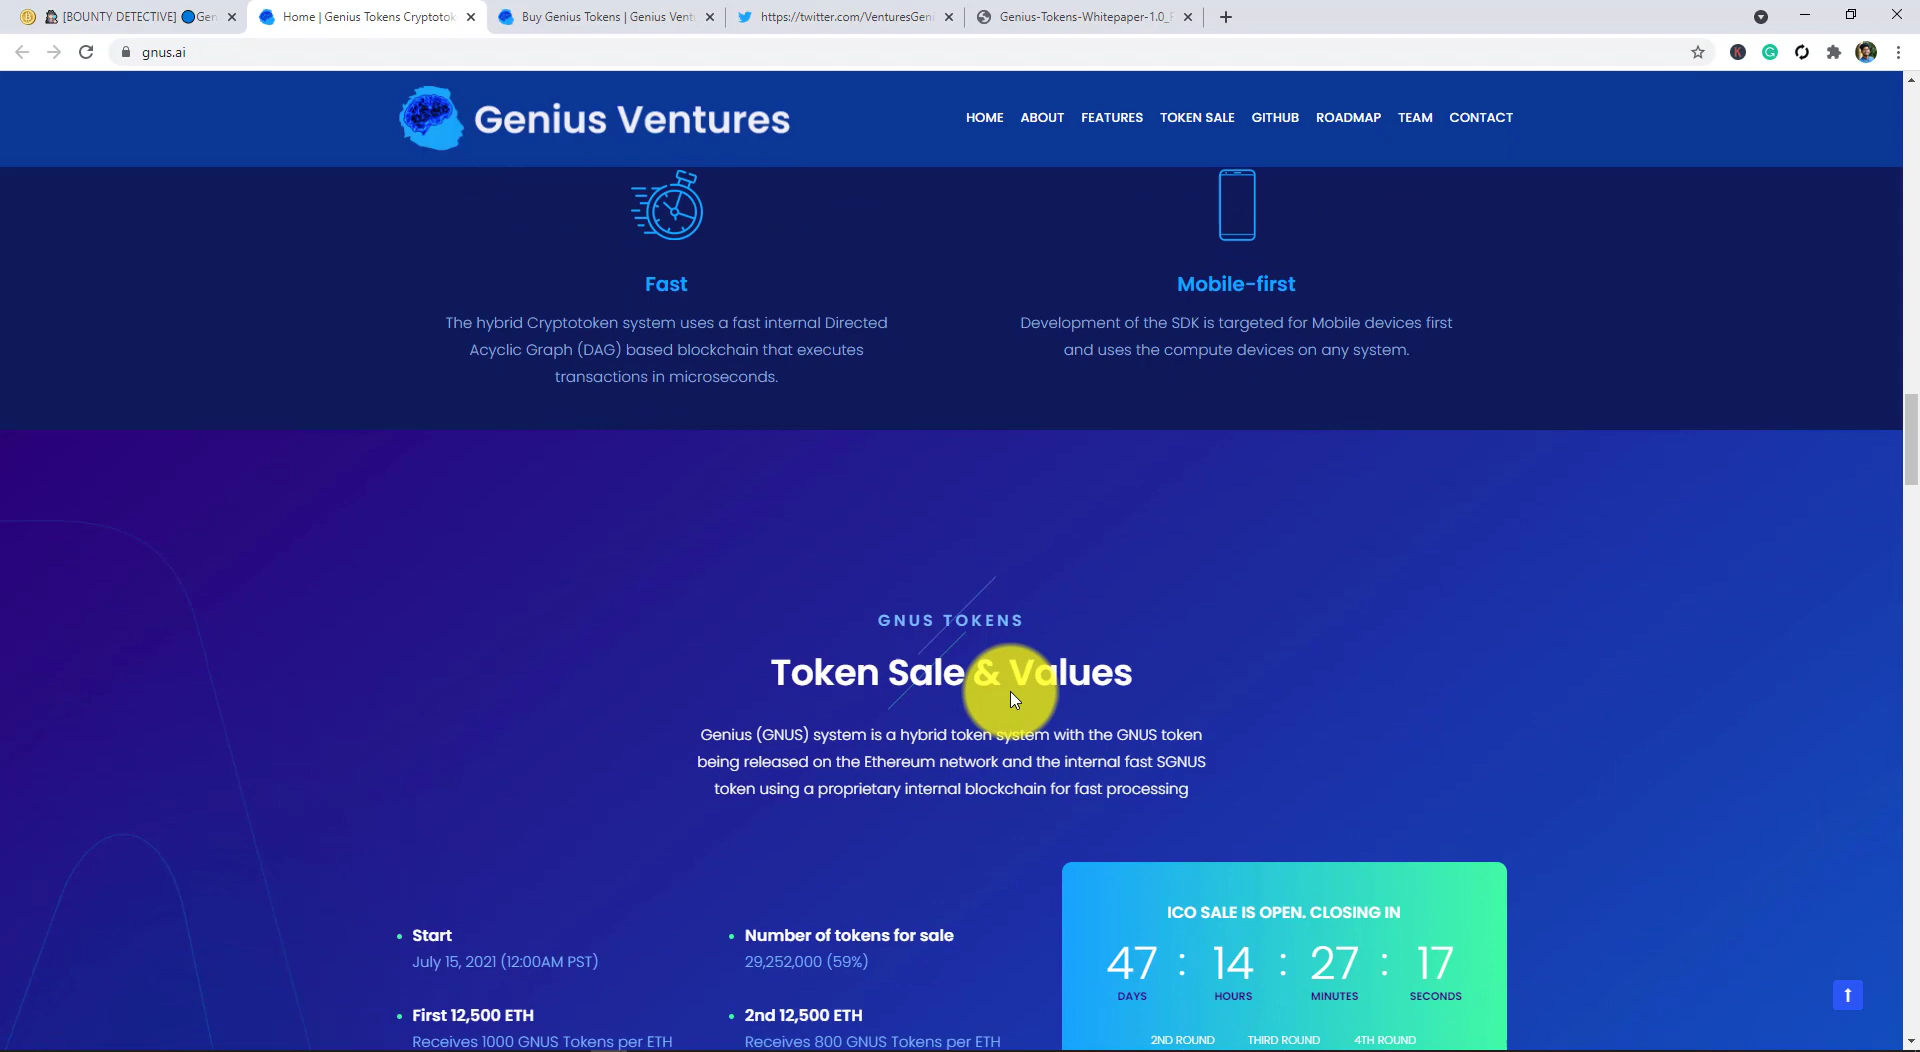 [BOUNTY DETECTIVE] Gen
Home | Genius Tokens Cryptotok
Buy Genius Tokens | Genius Vent
https://twitter.com/VenturesGeni
Genius-Tokens-Whitepaper-1.0_F
gnus.ai
Genius Ventures
HOME ABOUT FEATURES TOKEN SALE GITHUB ROADMAP TEAM CONTACT
Fast
The hybrid Cryptotoken system uses a fast internal Directed
Acyclic Graph (DAG) based blockchain that executes
transactions in microseconds.
Mobile-first
Development of the SDK is targeted for Mobile devices first
and uses the compute devices on any system.
GNUS TOKENS
Token Sale & Values
Genius (GNUS) system is a hybrid token system with the GNUS token
being released on the Ethereum network and the internal fast SGNUS
token using a proprietary internal blockchain for fast processing
Start
July 15, 2021 (12:00AM PST)
Number of tokens for sale
29,252,000 (59%)
First 12,500 ETH
Receives 1000 GNUS Tokens per ETH
2nd 12,500 ETH
Receives 800 GNUS Tokens per ETH
ICO SALE IS OPEN. CLOSING IN
47 : 14 : 27 : 17
DAYS HOURS MINUTES SECONDS
2ND ROUND THIRD ROUND 4TH ROUND